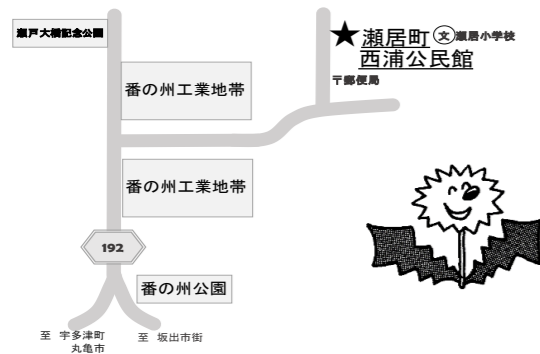 瀬戸大橋記念公園
★瀬居町 文 瀬居小学校
西浦公民館
〒郵便局
番の州工業地帯
番の州工業地帯
192
番の州公園
至 宇多津町
丸亀市
至 坂出市街